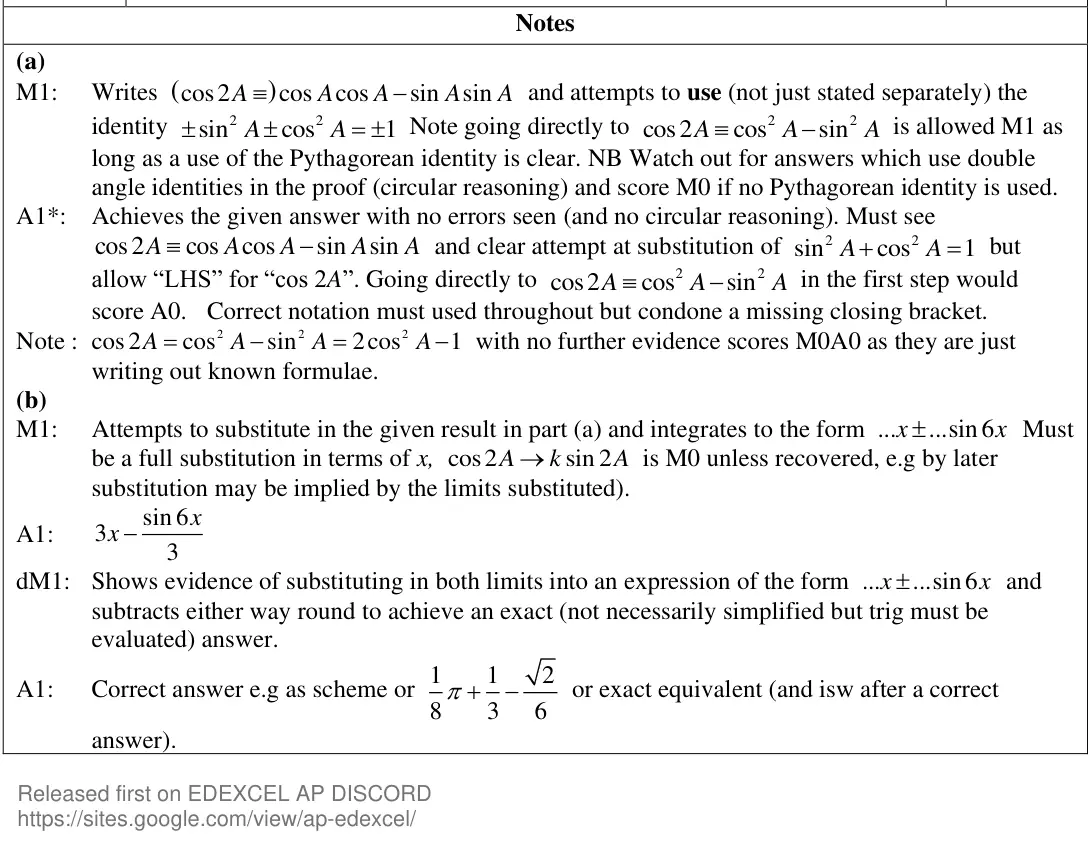 Notes
(a)
M1: Writes (cos 2A ≡) cos A cos A − sin A sin A and attempts to use (not just stated separately) the
identity ± sin² A ± cos² A = ±1 Note going directly to cos 2A ≡ cos² A − sin² A is allowed M1 as
long as a use of the Pythagorean identity is clear. NB Watch out for answers which use double
angle identities in the proof (circular reasoning) and score M0 if no Pythagorean identity is used.
A1*: Achieves the given answer with no errors seen (and no circular reasoning). Must see
cos 2A ≡ cos A cos A − sin A sin A and clear attempt at substitution of sin² A + cos² A = 1 but
allow “LHS” for “cos 2A”. Going directly to cos 2A ≡ cos² A − sin² A in the first step would
score A0. Correct notation must used throughout but condone a missing closing bracket.
Note : cos 2A = cos² A − sin² A = 2cos² A − 1 with no further evidence scores M0A0 as they are just
writing out known formulae.
(b)
M1: Attempts to substitute in the given result in part (a) and integrates to the form ...x ± ...sin 6x Must
be a full substitution in terms of x, cos 2A → k sin 2A is M0 unless recovered, e.g by later
substitution may be implied by the limits substituted).
A1: 3x − sin 6x / 3
dM1: Shows evidence of substituting in both limits into an expression of the form ...x ± ...sin 6x and
subtracts either way round to achieve an exact (not necessarily simplified but trig must be
evaluated) answer.
A1: Correct answer e.g as scheme or 1/8 π + 1/3 − √2/6 or exact equivalent (and isw after a correct
answer).
Released first on EDEXCEL AP DISCORD
https://sites.google.com/view/ap-edexcel/